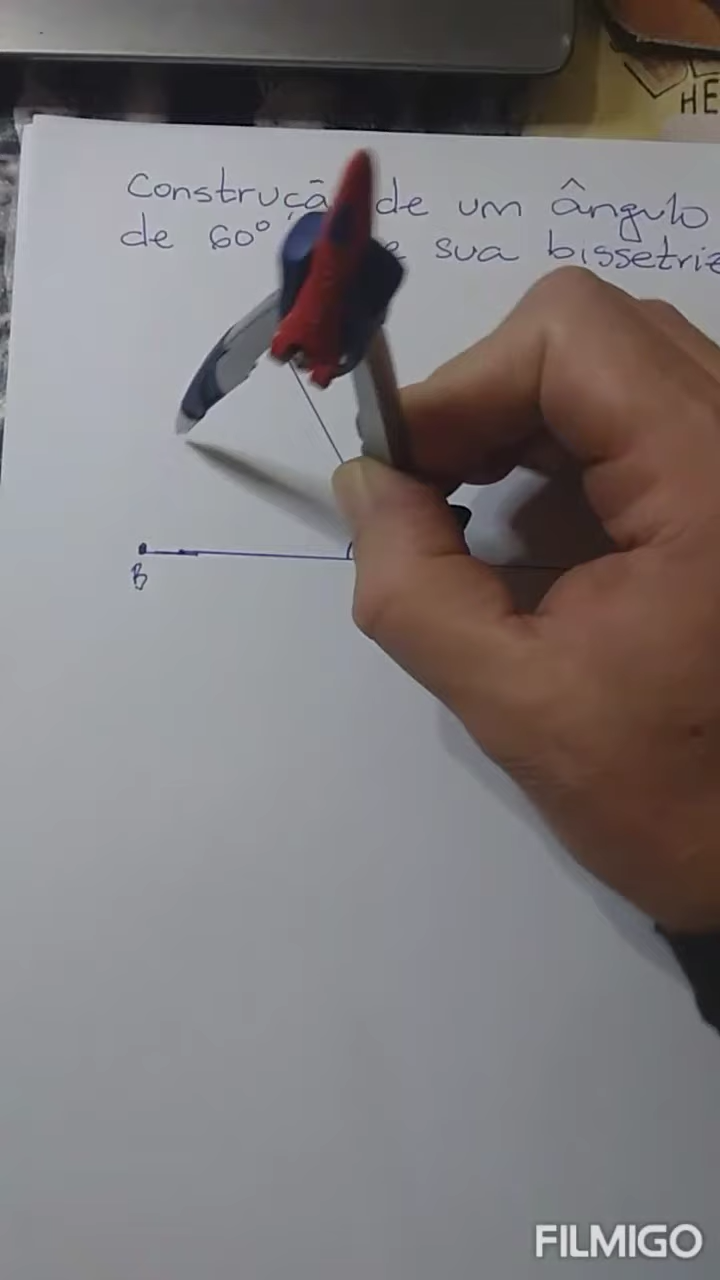 HE
Construçã de um ângulo
de 60° e sua bissetriz
B
FILMIGO